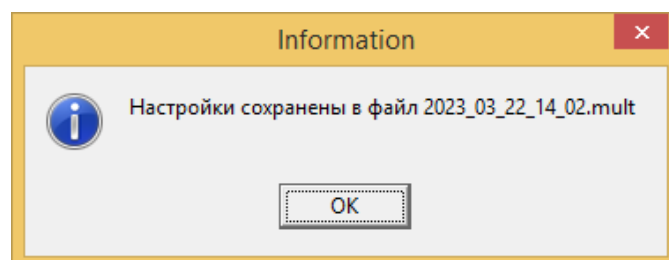 Information
Настройки сохранены в файл 2023_03_22_14_02.mult
OK